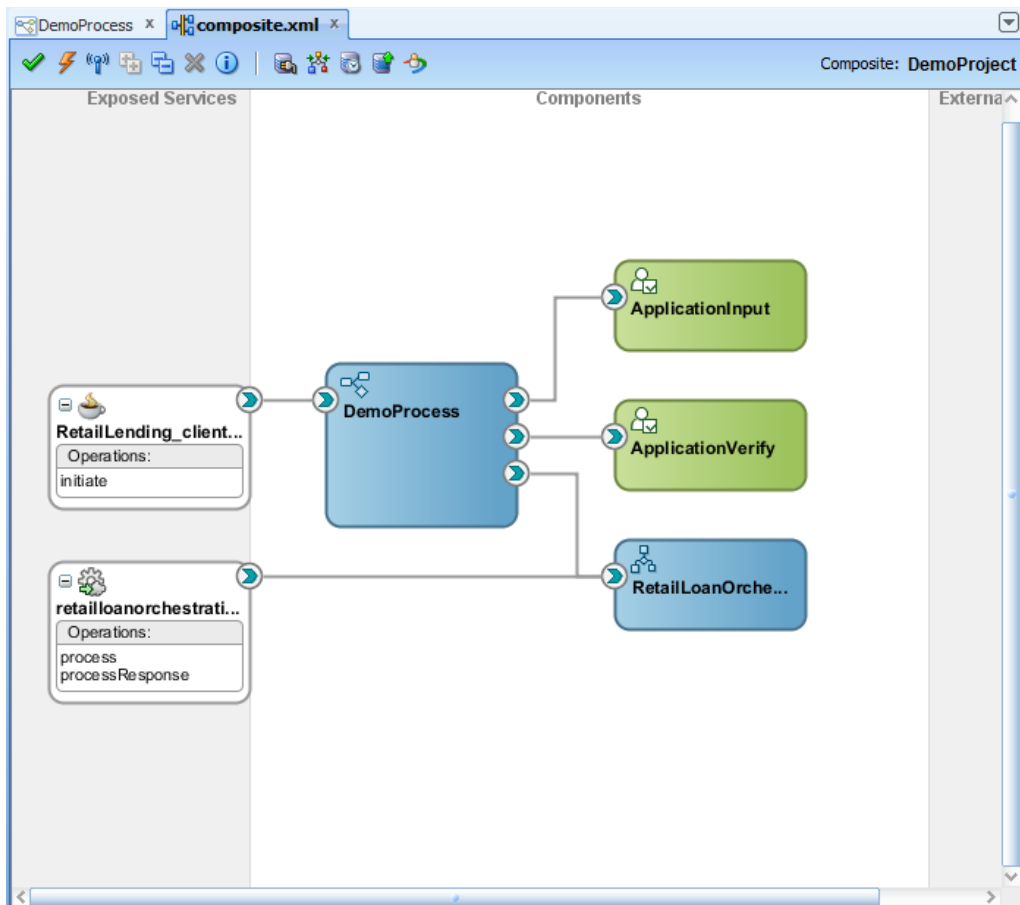 DemoProcess
composite.xml
Composite: DemoProject
Exposed Services
Components
Externa
ApplicationInput
DemoProcess
RetailLending_client...
Operations:
initiate
ApplicationVerify
retailloanorchestrati...
Operations:
process
processResponse
RetailLoanOrche...